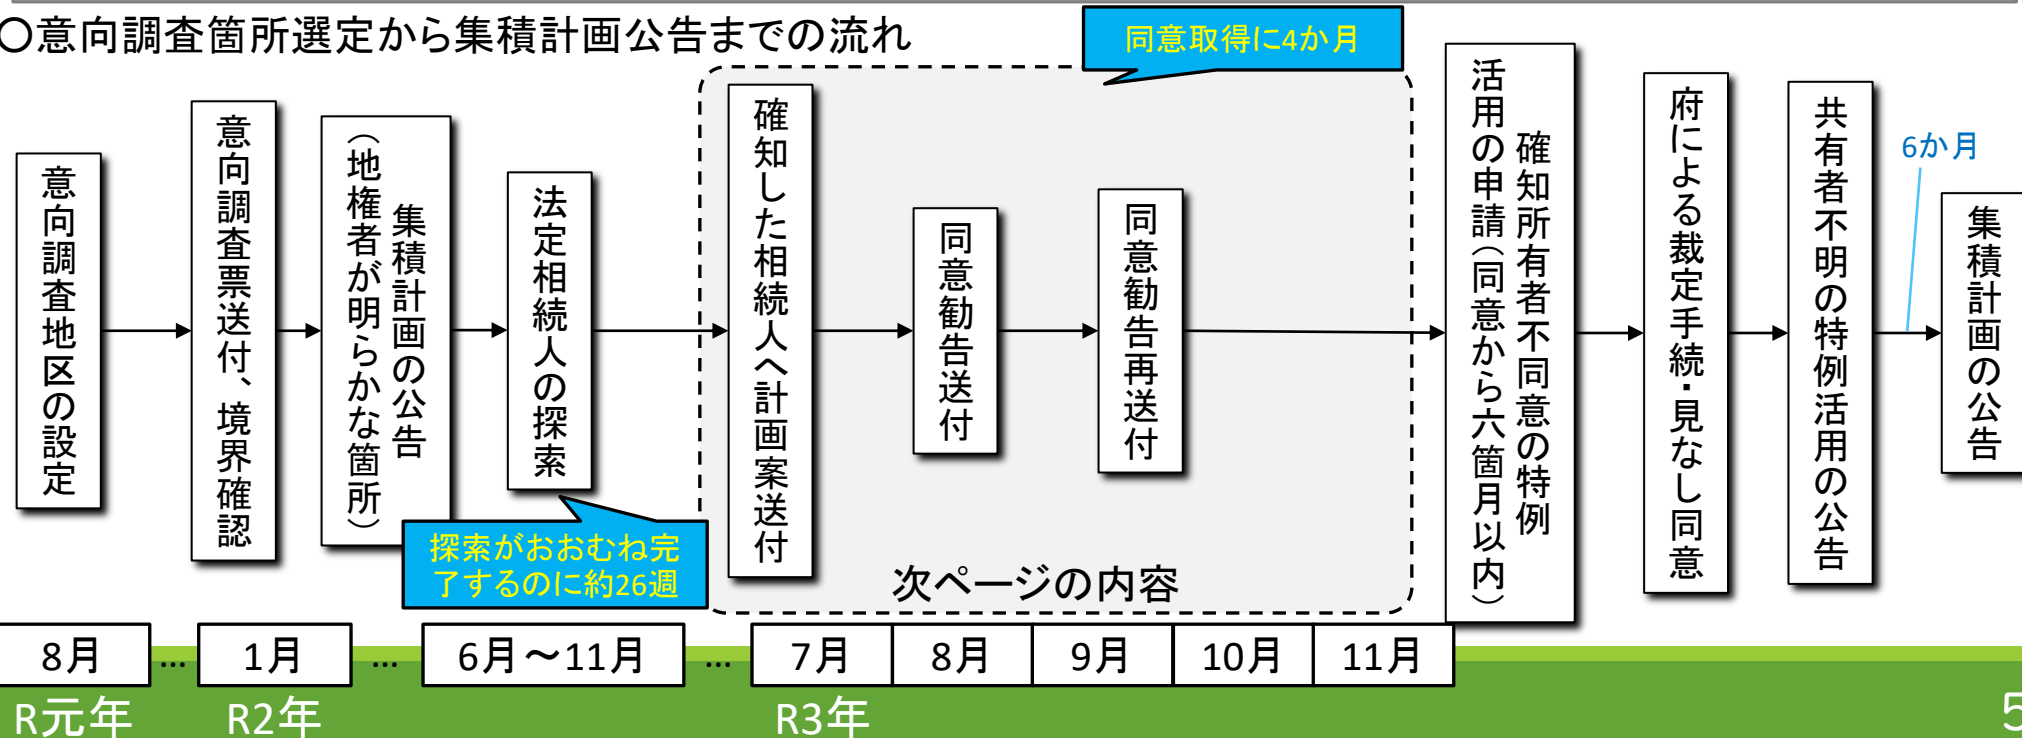 〇意向調査箇所選定から集積計画公告までの流れ
同意取得に4か月
意向調査地区の設定
意向調査票送付、境界確認
集積計画の公告
（地権者が明らかな箇所）
法定相続人の探索
探索がおおむね完
了するのに約26週
確知した相続人へ計画案送付
同意勧告送付
同意勧告再送付
次ページの内容
確知所有者不同意の特例
活用の申請（同意から六箇月以内）
府による裁定手続・見なし同意
共有者不明の特例活用の公告
6か月
集積計画の公告
8月 … 1月 … 6月～11月 … 7月 8月 9月 10月 11月
R元年 R2年 R3年
5